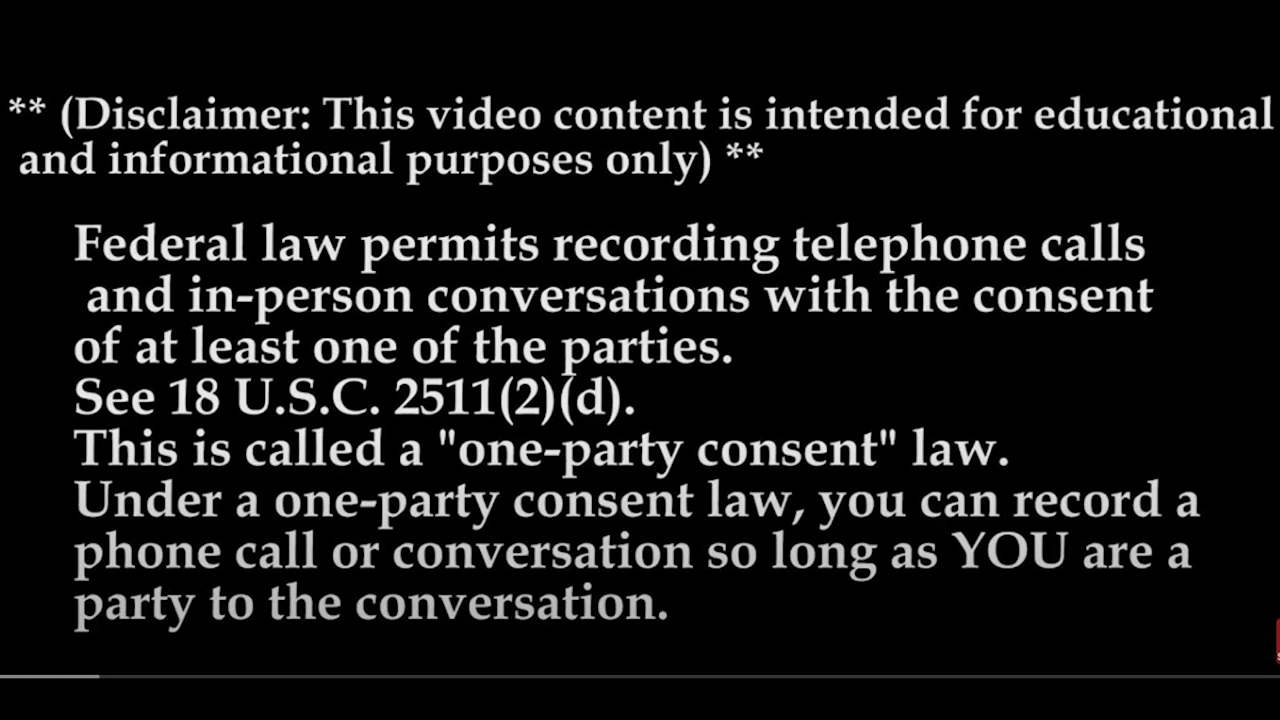 ** (Disclaimer: This video content is intended for educational
and informational purposes only) **
Federal law permits recording telephone calls
and in-person conversations with the consent
of at least one of the parties.
See 18 U.S.C. 2511(2)(d).
This is called a "one-party consent" law.
Under a one-party consent law, you can record a
phone call or conversation so long as YOU are a
party to the conversation.